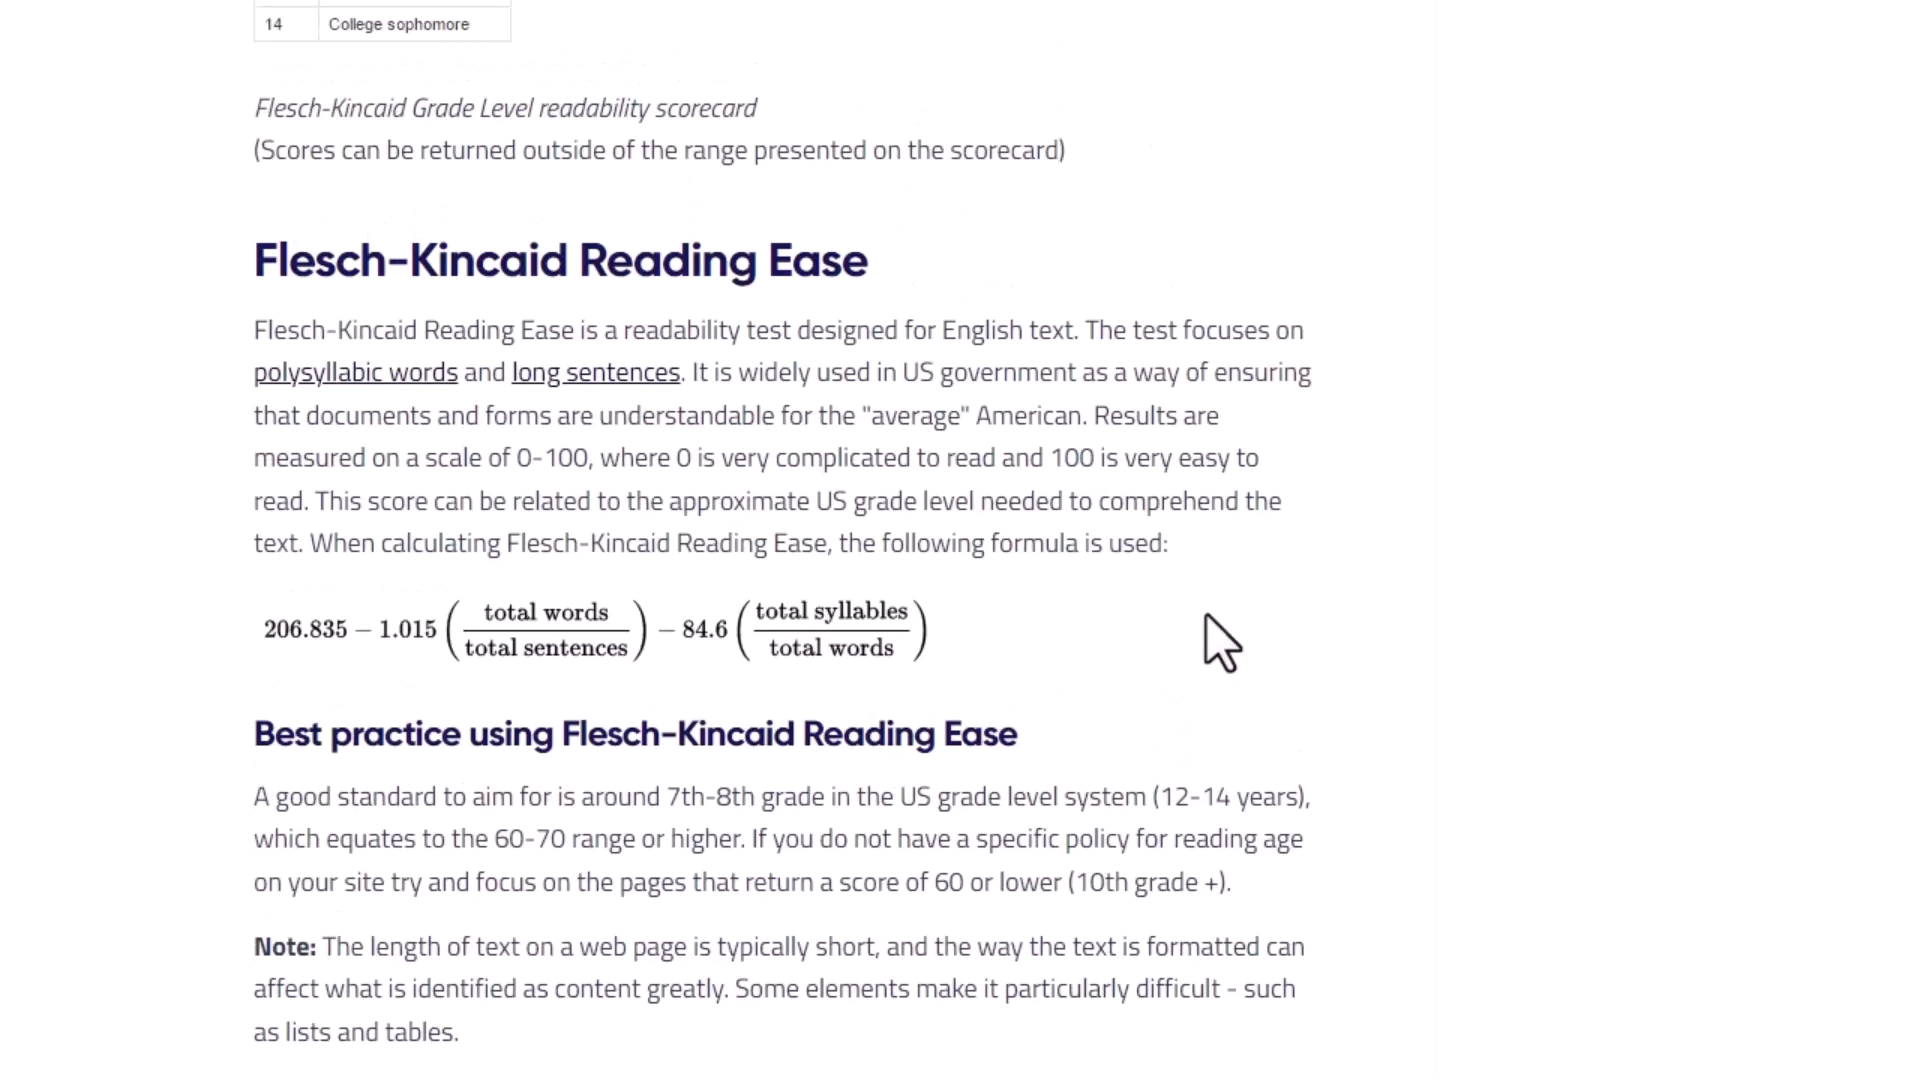 14 College sophomore
Flesch-Kincaid Grade Level readability scorecard
(Scores can be returned outside of the range presented on the scorecard)
Flesch-Kincaid Reading Ease
Flesch-Kincaid Reading Ease is a readability test designed for English text. The test focuses on
polysyllabic words and long sentences. It is widely used in US government as a way of ensuring
that documents and forms are understandable for the "average" American. Results are
measured on a scale of 0-100, where 0 is very complicated to read and 100 is very easy to
read. This score can be related to the approximate US grade level needed to comprehend the
text. When calculating Flesch-Kincaid Reading Ease, the following formula is used:
206.835 − 1.015 (total words / total sentences) − 84.6 (total syllables / total words)
Best practice using Flesch-Kincaid Reading Ease
A good standard to aim for is around 7th-8th grade in the US grade level system (12-14 years),
which equates to the 60-70 range or higher. If you do not have a specific policy for reading age
on your site try and focus on the pages that return a score of 60 or lower (10th grade +).
Note: The length of text on a web page is typically short, and the way the text is formatted can
affect what is identified as content greatly. Some elements make it particularly difficult - such
as lists and tables.